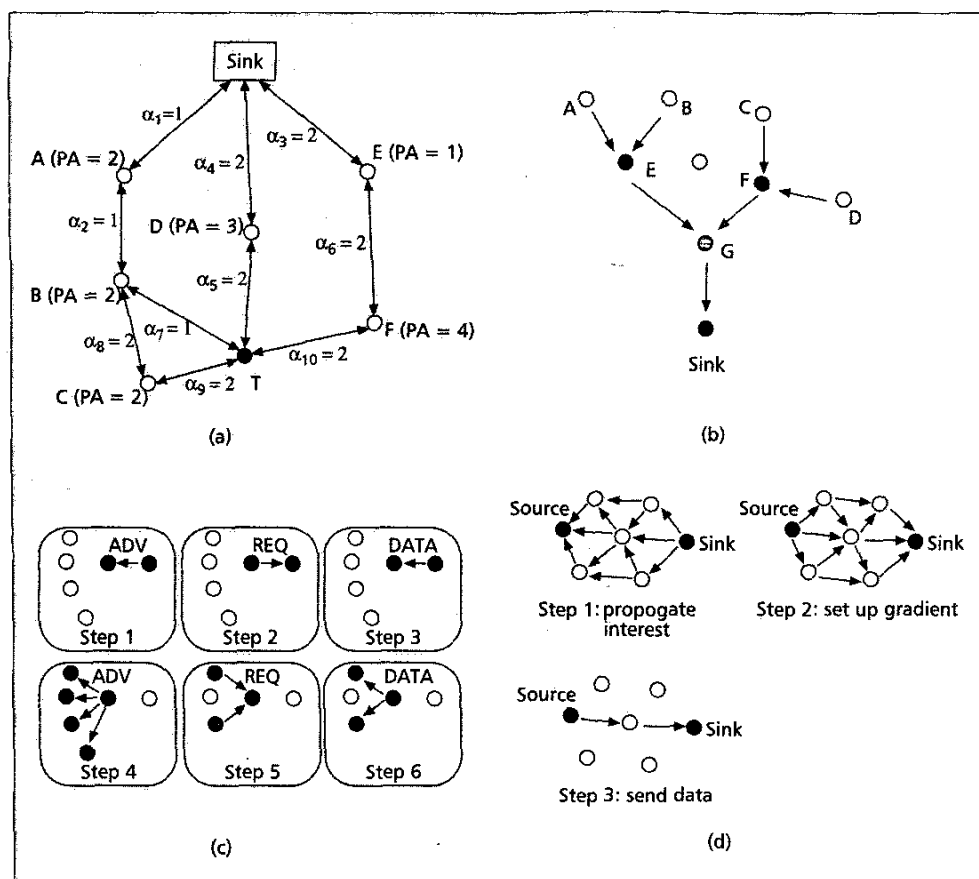 Sink
α₁=1
α₄=2
α₃=2
A (PA = 2)
E (PA = 1)
α₂=1
D (PA = 3)
α₅=2
α₆=2
B (PA = 2)
α₈=2
α₇=1
F (PA = 4)
α₁₀=2
T
α₉=2
C (PA = 2)
(a)
A
B
C
E
F
D
G
Sink
(b)
ADV
Step 1
REQ
Step 2
DATA
Step 3
ADV
Step 4
REQ
Step 5
DATA
Step 6
(c)
Source
Sink
Step 1: propogate
interest
Source
Sink
Step 2: set up gradient
Source
Sink
Step 3: send data
(d)